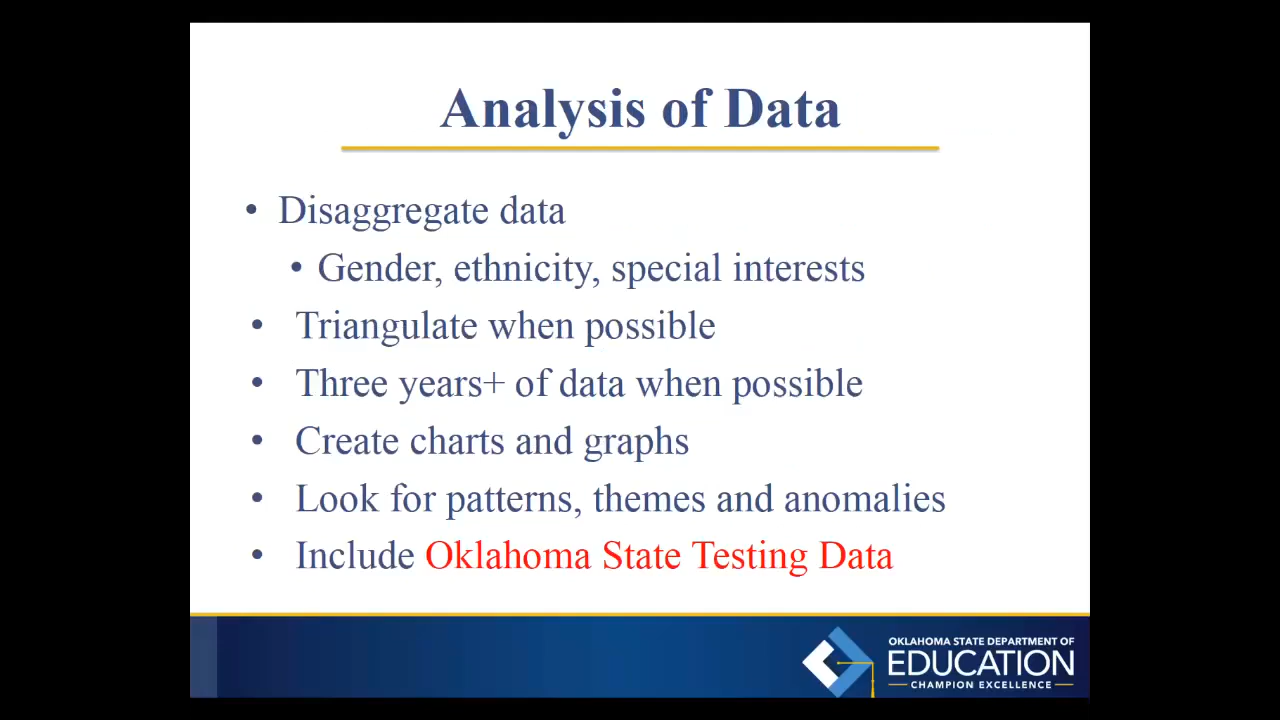 Analysis of Data
• Disaggregate data
• Gender, ethnicity, special interests
• Triangulate when possible
• Three years+ of data when possible
• Create charts and graphs
• Look for patterns, themes and anomalies
• Include Oklahoma State Testing Data
OKLAHOMA STATE DEPARTMENT OF
EDUCATION
CHAMPION EXCELLENCE